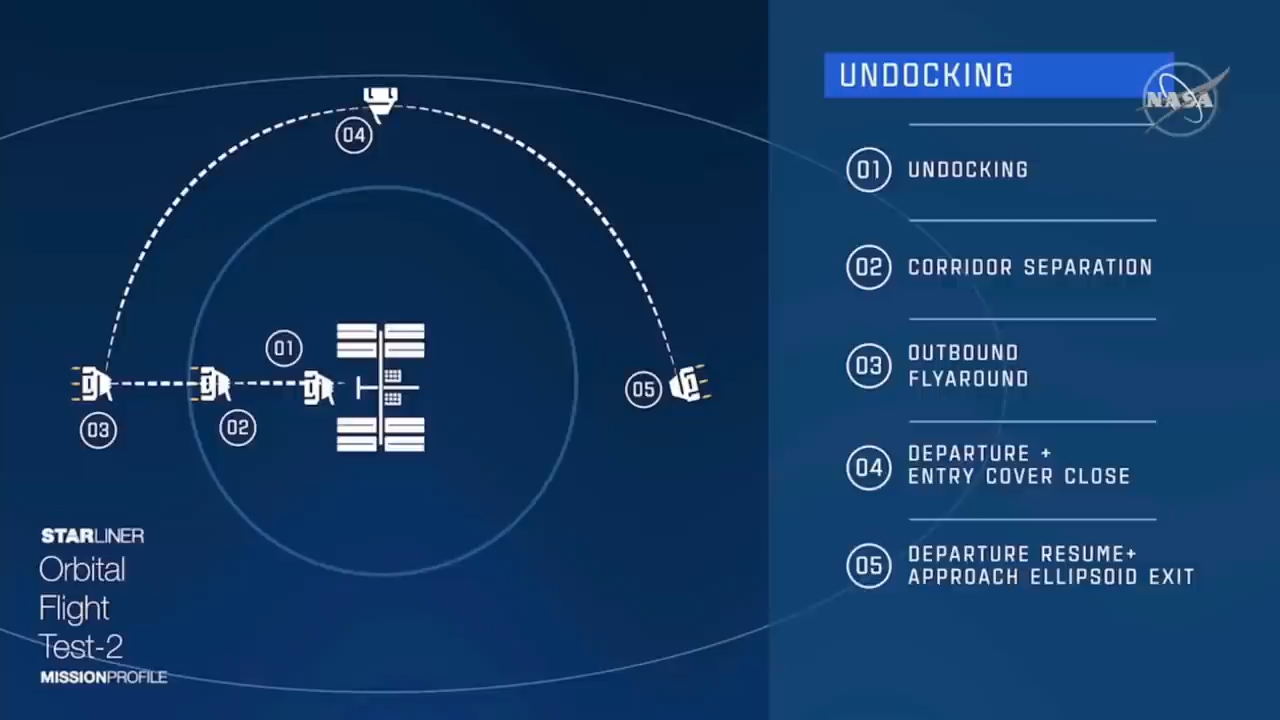 UNDOCKING
NASA
01 UNDOCKING
02 CORRIDOR SEPARATION
03 OUTBOUND
FLYAROUND
04 DEPARTURE +
ENTRY COVER CLOSE
05 DEPARTURE RESUME+
APPROACH ELLIPSOID EXIT
04
01
05
03
02
STARLINER
Orbital
Flight
Test-2
MISSIONPROFILE